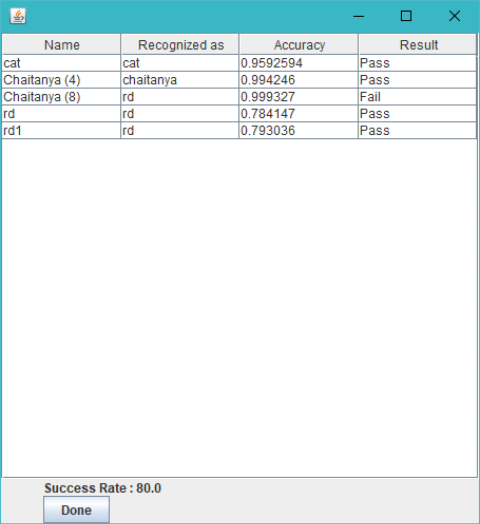 Name Recognized as Accuracy Result
cat cat 0.9592594 Pass
Chaitanya (4) chaitanya 0.994246 Pass
Chaitanya (8) rd 0.999327 Fail
rd rd 0.784147 Pass
rd1 rd 0.793036 Pass
Success Rate : 80.0
Done